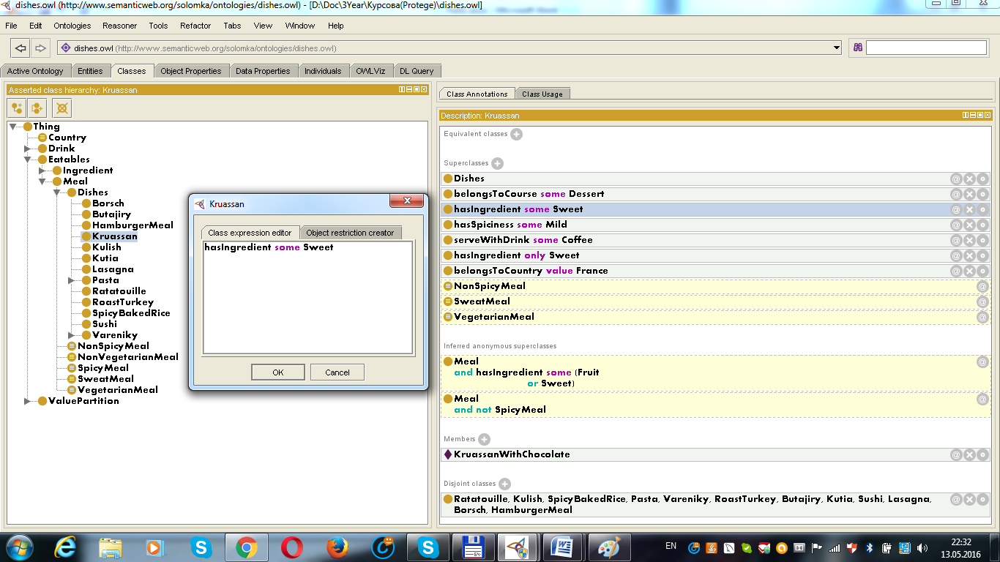 dishes.owl (http://www.semanticweb.org/solomka/ontologies/dishes.owl) - [D:\Doc\3Year\Курсова(Protege)\dishes.owl]
File Edit Ontologies Reasoner Tools Refactor Tabs View Window Help
dishes.owl (http://www.semanticweb.org/solomka/ontologies/dishes.owl)
Active Ontology Entities Classes Object Properties Data Properties Individuals OWLViz DL Query
Asserted class hierarchy: Kruassan
Thing
Country
Drink
Eatables
Ingredient
Meal
Dishes
Borsch
Butajiry
HamburgerMeal
Kruassan
Kulish
Kutia
Lasagna
Pasta
Ratatouille
RoastTurkey
SpicyBakedRice
Sushi
Vareniky
NonSpicyMeal
NonVegetarianMeal
SpicyMeal
SweatMeal
VegetarianMeal
ValuePartition
Kruassan
Class expression editor Object restriction creator
hasIngredient some Sweet
OK Cancel
Class Annotations Class Usage
Description: Kruassan
Equivalent classes
Superclasses
Dishes
belongsToCourse some Dessert
hasIngredient some Sweet
hasSpiciness some Mild
serveWithDrink some Coffee
hasIngredient only Sweet
belongsToCountry value France
NonSpicyMeal
SweatMeal
VegetarianMeal
Inferred anonymous superclasses
Meal
and hasIngredient some (Fruit
or Sweet)
Meal
and not SpicyMeal
Members
KruassanWithChocolate
Disjoint classes
Ratatouille, Kulish, SpicyBakedRice, Pasta, Vareniky, RoastTurkey, Butajiry, Kutia, Sushi, Lasagna,
Borsch, HamburgerMeal
EN
22:32
13.05.2016